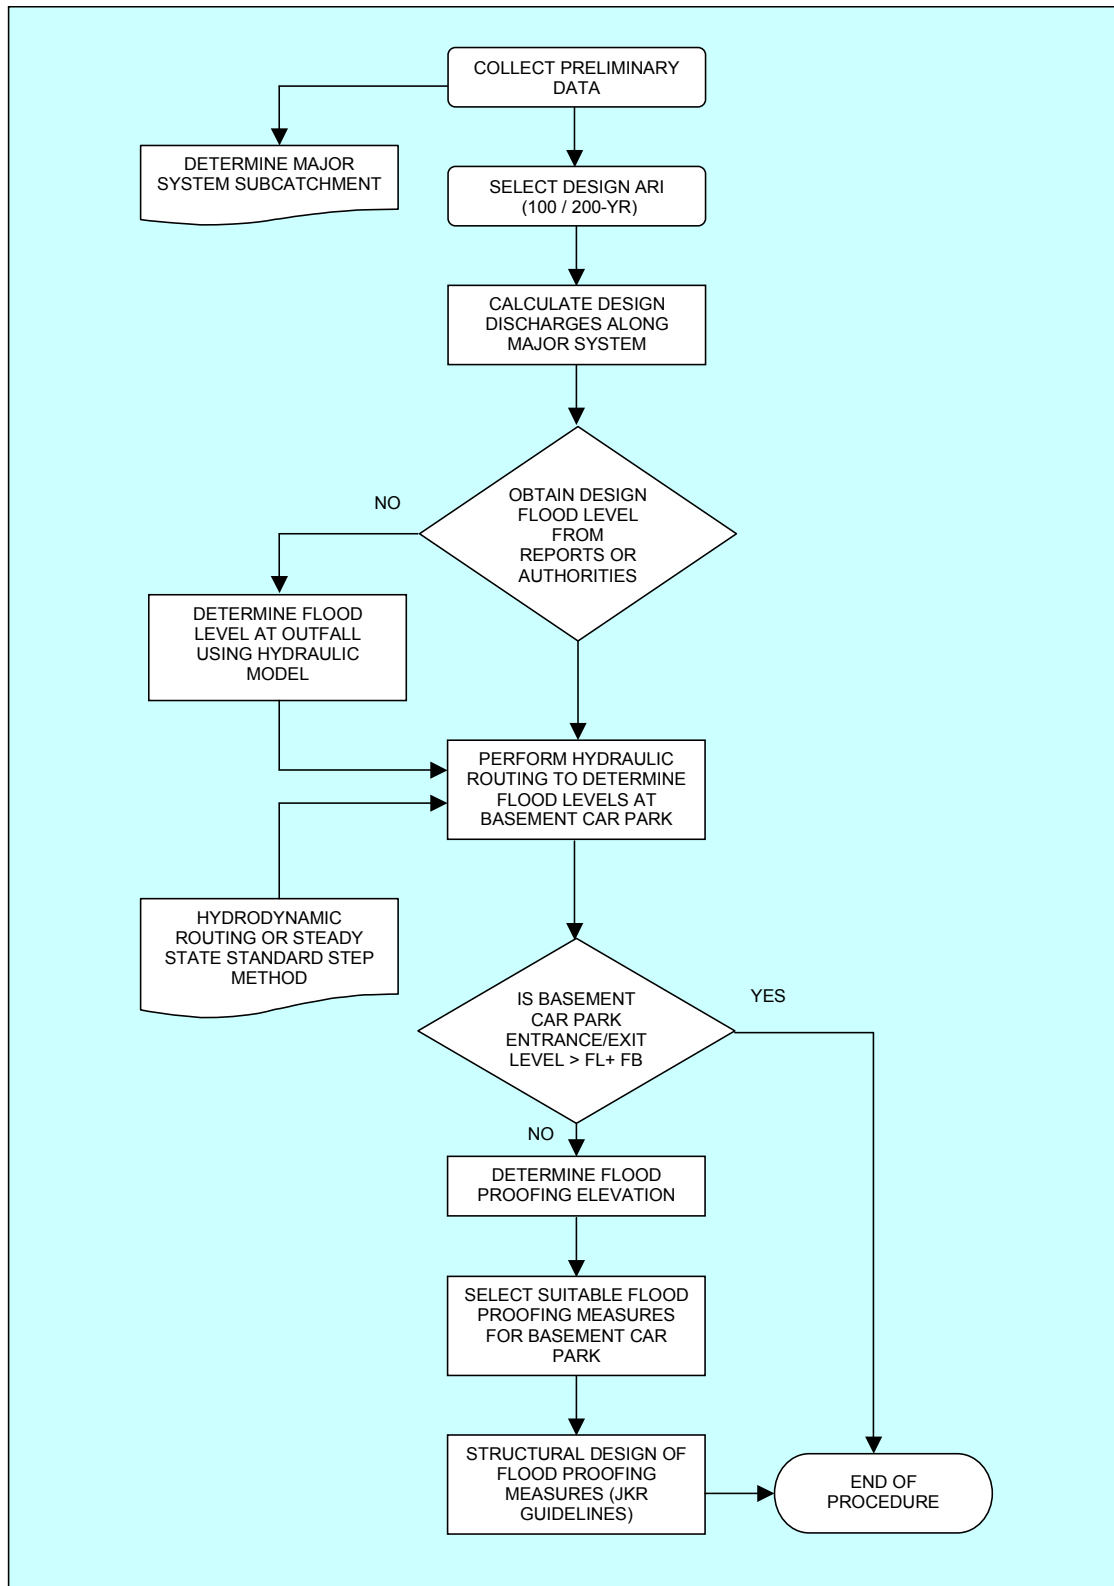 COLLECT PRELIMINARY
DATA
DETERMINE MAJOR
SYSTEM SUBCATCHMENT
SELECT DESIGN ARI
(100 / 200-YR)
CALCULATE DESIGN
DISCHARGES ALONG
MAJOR SYSTEM
NO
OBTAIN DESIGN
FLOOD LEVEL
FROM
REPORTS OR
AUTHORITIES
DETERMINE FLOOD
LEVEL AT OUTFALL
USING HYDRAULIC
MODEL
PERFORM HYDRAULIC
ROUTING TO DETERMINE
FLOOD LEVELS AT
BASEMENT CAR PARK
HYDRODYNAMIC
ROUTING OR STEADY
STATE STANDARD STEP
METHOD
IS BASEMENT
CAR PARK
ENTRANCE/EXIT
LEVEL > FL+ FB
YES
NO
DETERMINE FLOOD
PROOFING ELEVATION
SELECT SUITABLE FLOOD
PROOFING MEASURES
FOR BASEMENT CAR
PARK
STRUCTURAL DESIGN OF
FLOOD PROOFING
MEASURES (JKR
GUIDELINES)
END OF
PROCEDURE